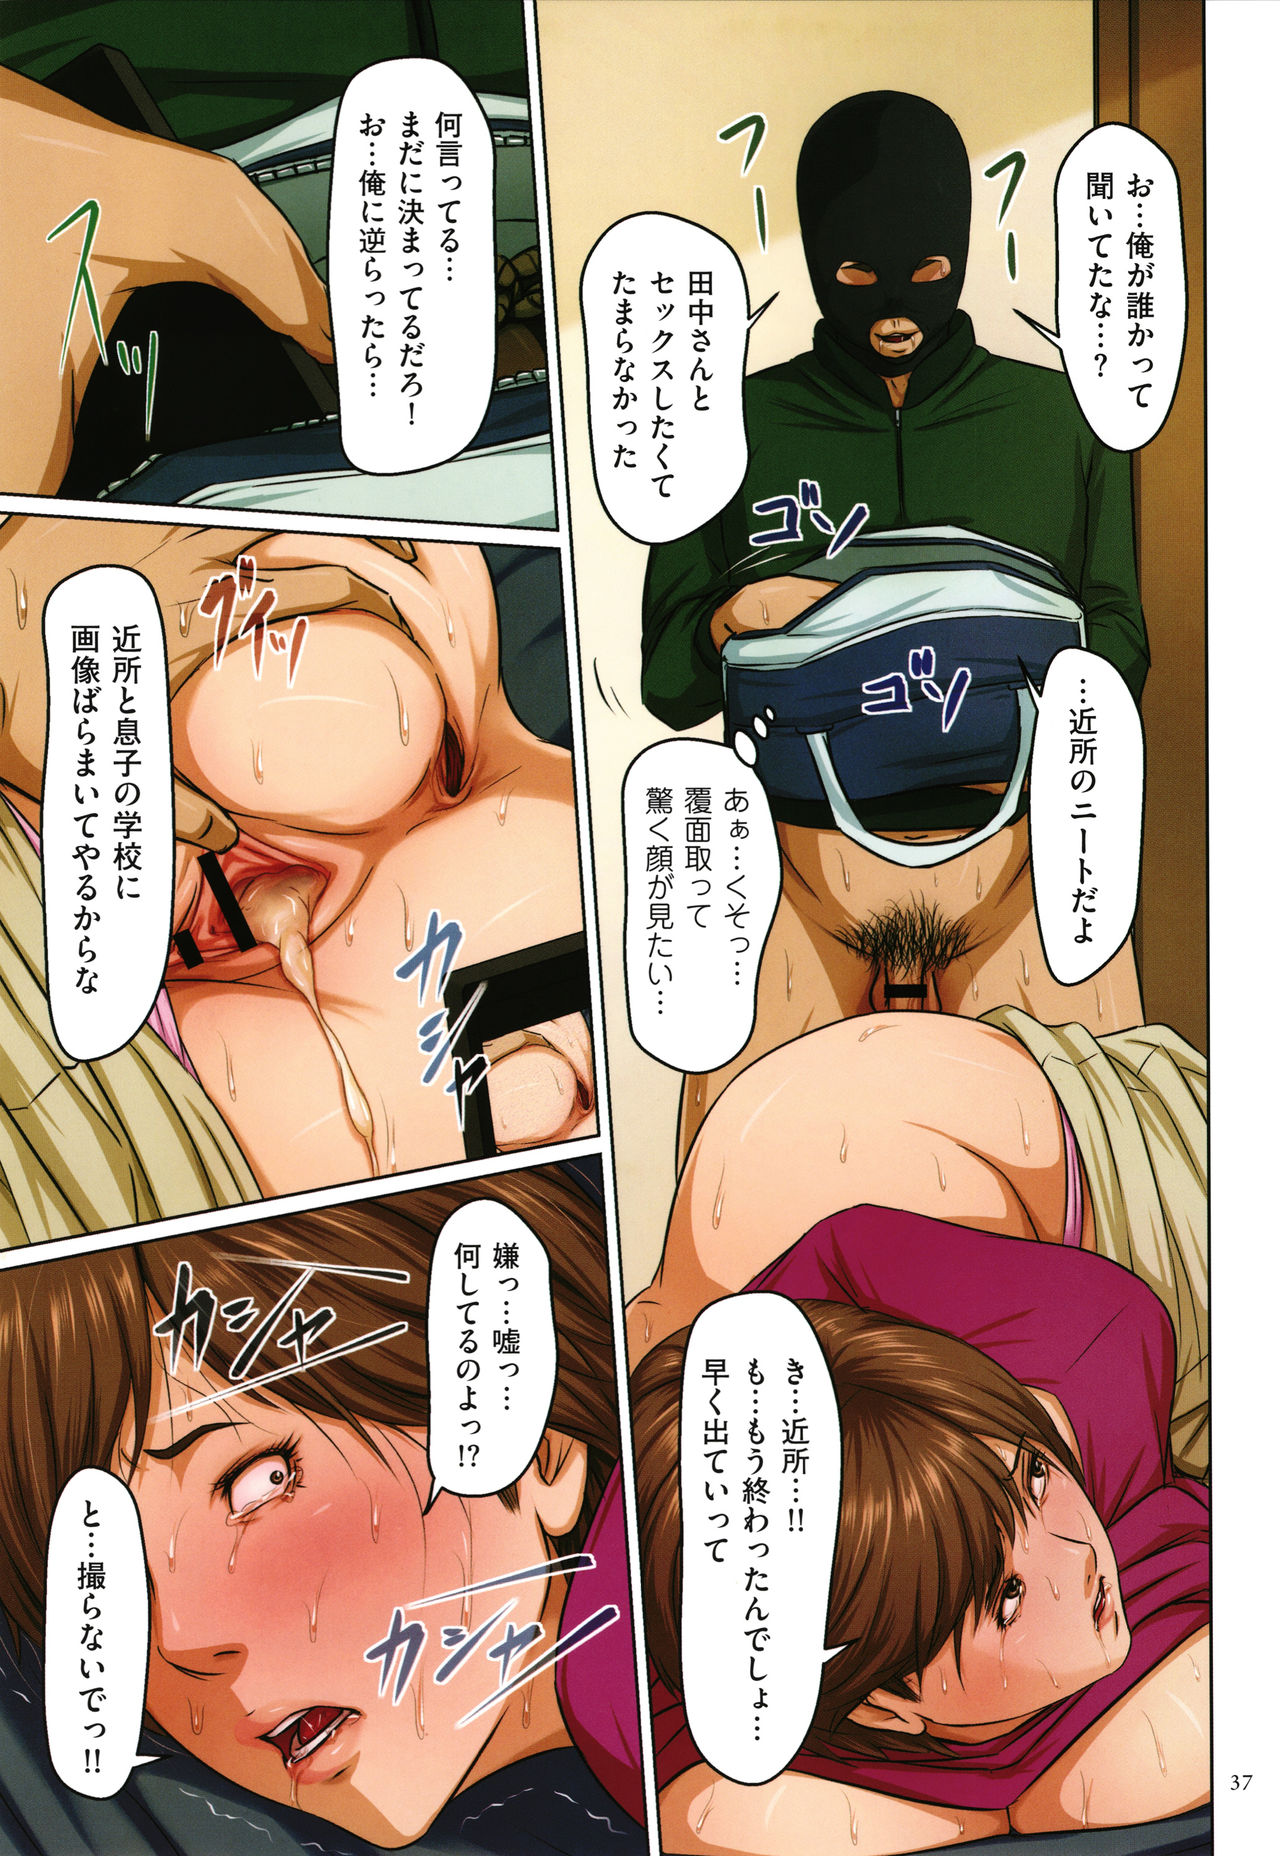 お…俺が誰かって
聞いてたな…?
フー
フー
田中さんと
セックスしたくて
たまらなかった
ゴソ
ゴソ
…近所のニートだよ
あぁ…くそっ…
覆面取って
驚く顔が見たい…
き…近所…!!
も…もう終わったんでしょ…
早く出ていって
何言ってる…
まだに決まってるだろ!
お…俺に逆らったら…
スッ
グイッ
近所と息子の学校に
画像ばらまいてやるからな
カシャ
嫌っ…嘘っ…
何してるのよっ!?
カシャー
カシャー
と…撮らないでっ!!
37